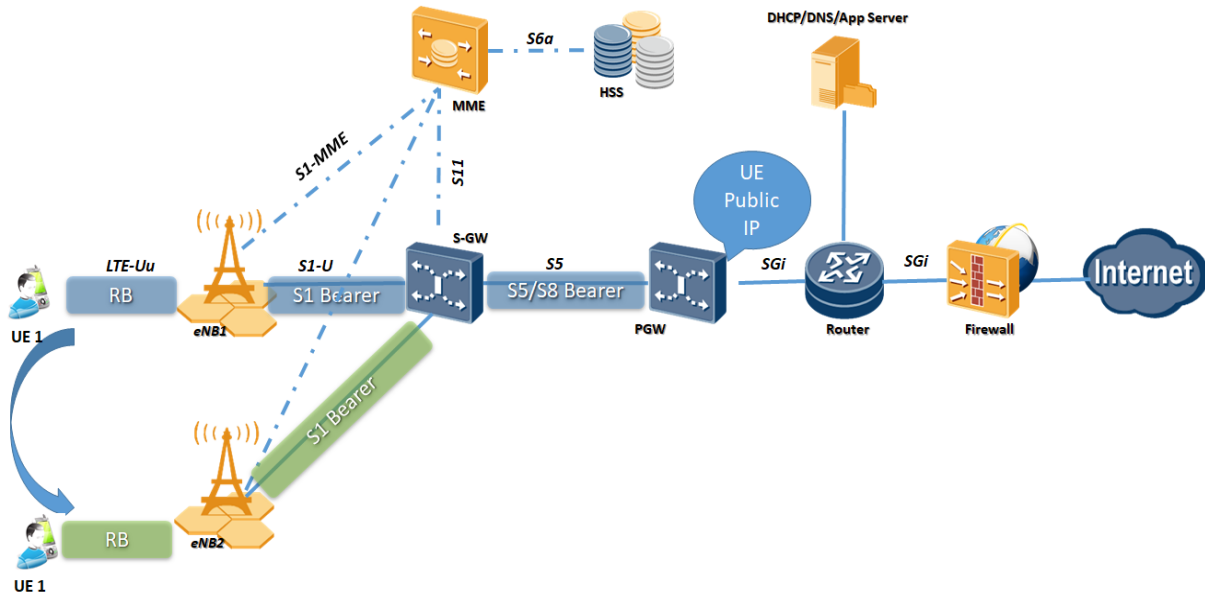 DHCP/DNS/App Server
S6a
MME
HSS
S1-MME
S11
UE
Public
IP
S-GW
LTE-Uu
S1-U
S5
SGi
SGi
RB
S1 Bearer
S5/S8 Bearer
Internet
UE 1
eNB1
PGW
Router
Firewall
S1 Bearer
RB
eNB2
UE 1